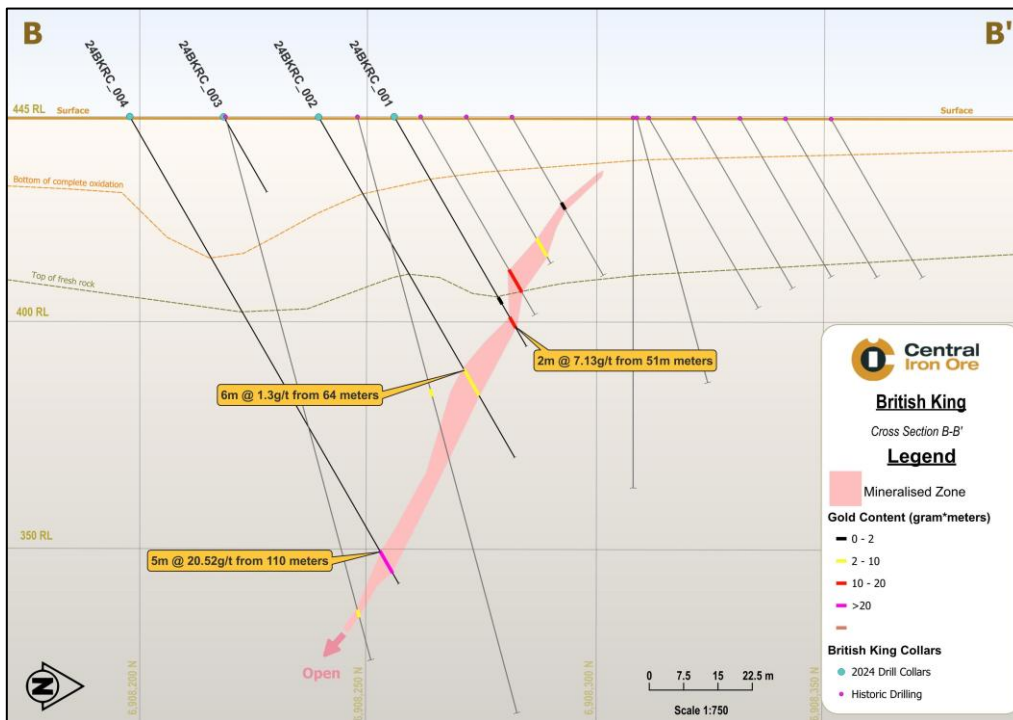 B
B'
24BKRC_004
24BKRC_003
24BKRC_002
24BKRC_001
445 RL
Surface
Surface
Bottom of complete oxidation
Top of fresh rock
400 RL
2m @ 7.13g/t from 51m meters
6m @ 1.3g/t from 64 meters
350 RL
5m @ 20.52g/t from 110 meters
Open
N
6,908,200 N
6,908,250 N
6,908,300 N
6,908,350 N
0 7.5 15 22.5 m
Scale 1:750
Central
Iron Ore
British King
Cross Section B-B'
Legend
Mineralised Zone
Gold Content (gram*meters)
0 - 2
2 - 10
10 - 20
>20
British King Collars
2024 Drill Collars
Historic Drilling